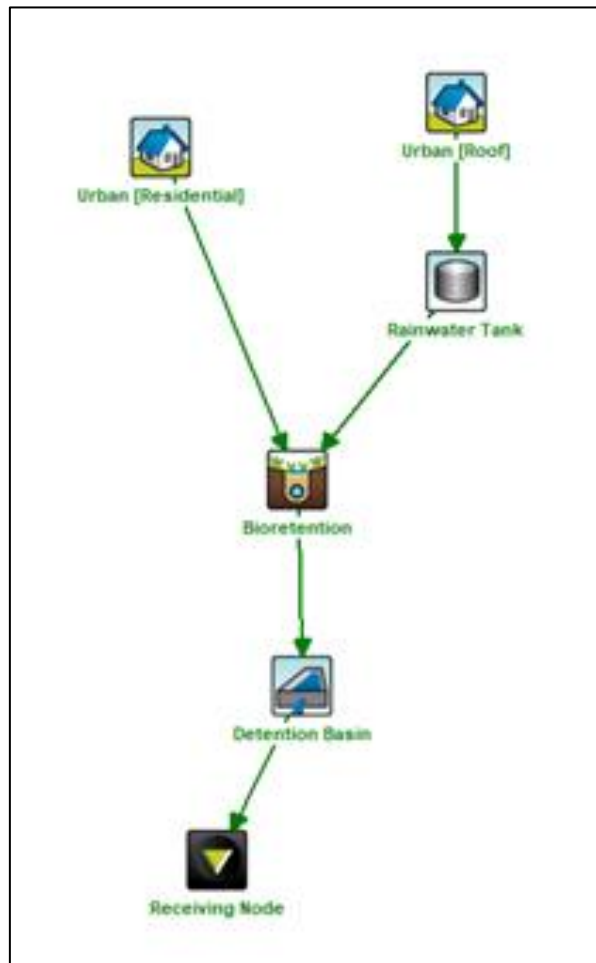 Urban [Roof]
Urban [Residential]
Rainwater Tank
Bioretention
Detention Basin
Receiving Node